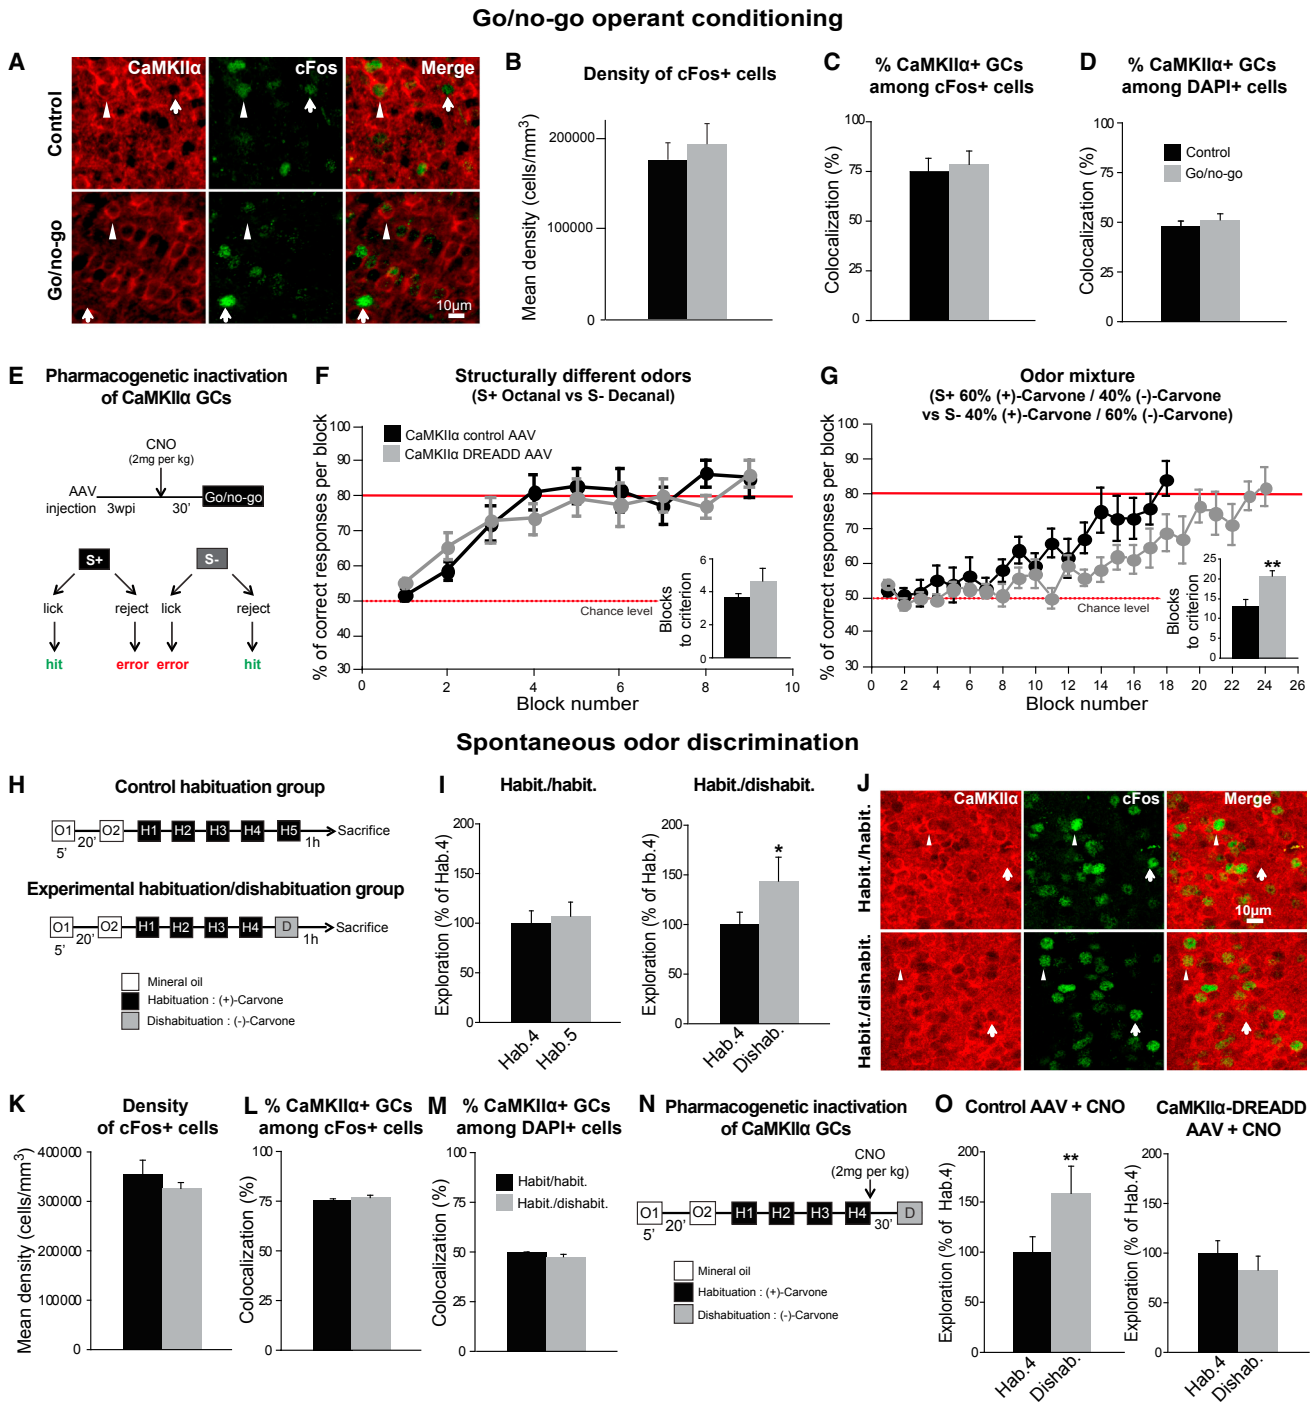 Go/no-go operant conditioning
A
CaMKIIα
cFos
Merge
Control
Go/no-go
10µm
B
Density of cFos+ cells
Mean density (cells/mm³)
200000
100000
0
C
% CaMKIIα+ GCs
among cFos+ cells
Colocalization (%)
100
75
50
25
0
D
% CaMKIIα+ GCs
among DAPI+ cells
Colocalization (%)
100
75
50
25
0
Control
Go/no-go
E
Pharmacogenetic inactivation
of CaMKIIα GCs
CNO
(2mg per kg)
AAV
injection
3wpi
30'
Go/no-go
S+
S-
lick
reject
lick
reject
hit
error
error
hit
F
Structurally different odors
(S+ Octanal vs S- Decanal)
CaMKIIα control AAV
CaMKIIα DREADD AAV
% of correct responses per block
100
90
80
70
60
50
40
30
Chance level
0 2 4 6 8 10
Block number
Blocks
to criterion
6
4
2
0
G
Odor mixture
(S+ 60% (+)-Carvone / 40% (-)-Carvone
vs S- 40% (+)-Carvone / 60% (-)-Carvone)
% of correct responses per block
100
90
80
70
60
50
40
30
Chance level
0 2 4 6 8 10 12 14 16 18 20 22 24 26
Block number
Blocks
to criterion
25
20
15
10
5
0
**
Spontaneous odor discrimination
H
Control habituation group
O1 O2 H1 H2 H3 H4 H5 Sacrifice
5' 20' 1h
Experimental habituation/dishabituation group
O1 O2 H1 H2 H3 H4 D Sacrifice
5' 20' 1h
Mineral oil
Habituation : (+)-Carvone
Dishabituation : (-)-Carvone
I
Habit./habit.
Exploration (% of Hab.4)
200
150
100
50
0
Hab.4
Hab.5
Habit./dishabit.
Exploration (% of Hab.4)
200
150
100
50
0
*
Hab.4
Dishab.
J
CaMKIIα
cFos
Merge
Habit./habit.
Habit./dishabit.
10µm
K
Density
of cFos+ cells
Mean density (cells/mm³)
400000
300000
200000
100000
0
L
% CaMKIIα+ GCs
among cFos+ cells
Colocalization (%)
100
75
50
25
0
M
% CaMKIIα+ GCs
among DAPI+ cells
Colocalization (%)
100
75
50
25
0
Habit/habit.
Habit./dishabit.
N
Pharmacogenetic inactivation
of CaMKIIα GCs
CNO
(2mg per kg)
O1 O2 H1 H2 H3 H4 D
5' 20' 30'
Mineral oil
Habituation : (+)-Carvone
Dishabituation : (-)-Carvone
O
Control AAV + CNO
Exploration (% of Hab.4)
200
150
100
50
0
**
Hab.4
Dishab.
CaMKIIα-DREADD
AAV + CNO
Exploration (% of Hab.4)
200
150
100
50
0
Hab.4
Dishab.